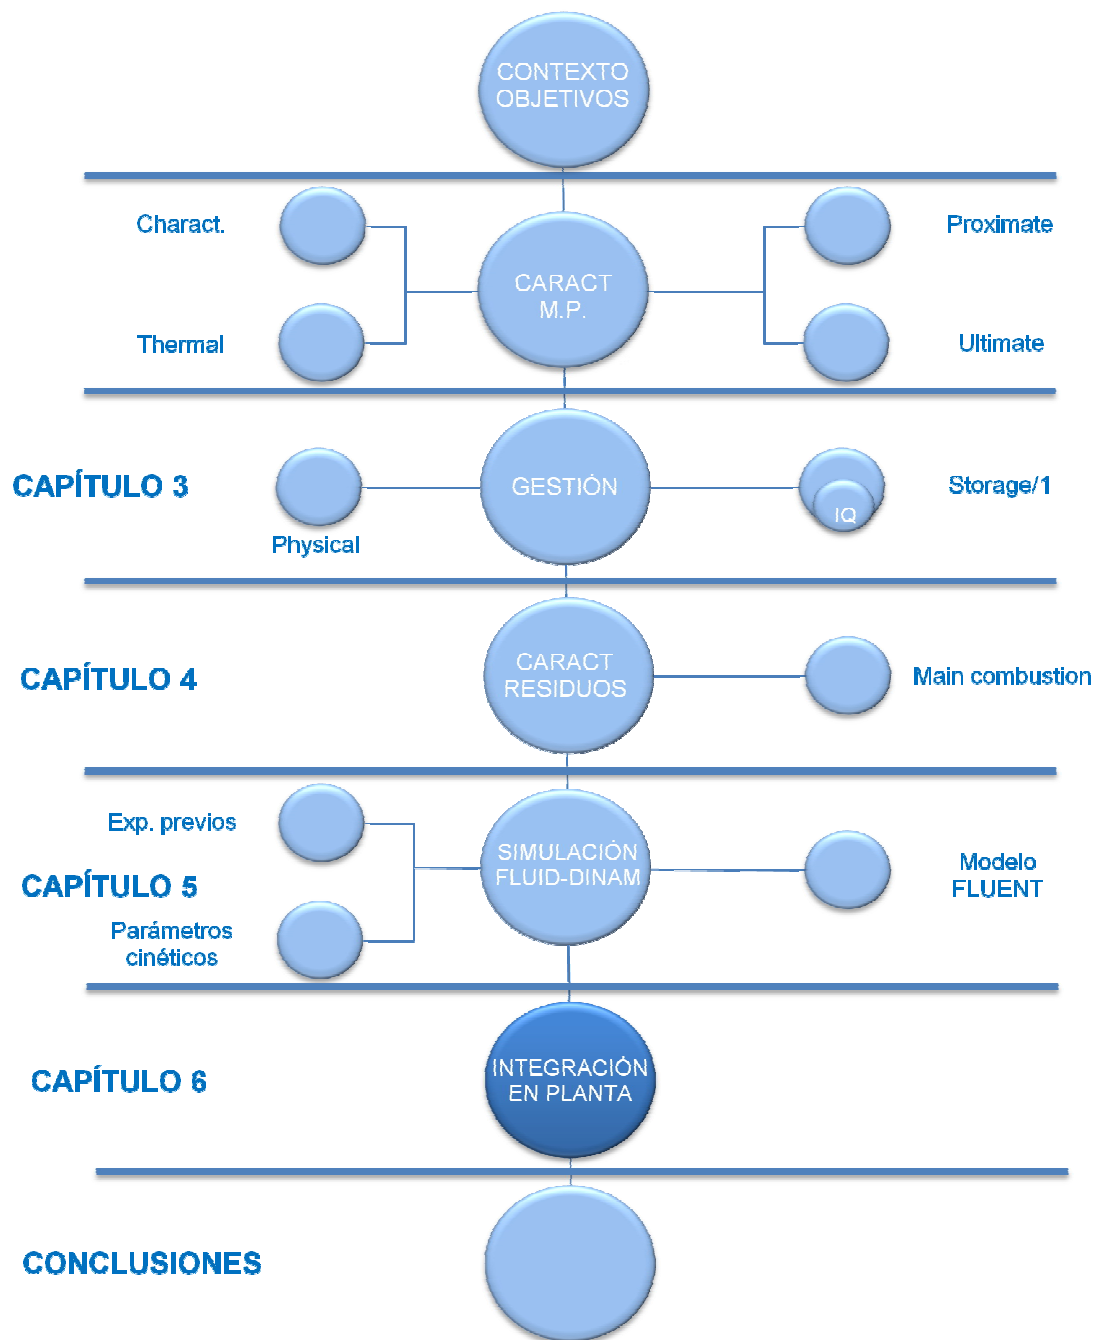 CONTEXTO
OBJETIVOS
Charact.
Proximate
CARACT
M.P.
Thermal
Ultimate
CAPÍTULO 3
GESTIÓN
Storage/1
IQ
Physical
CAPÍTULO 4
CARACT
RESIDUOS
Main combustion
Exp. previos
SIMULACIÓN
FLUID-DINAM
Modelo
FLUENT
CAPÍTULO 5
Parámetros
cinéticos
CAPÍTULO 6
INTEGRACIÓN
EN PLANTA
CONCLUSIONES